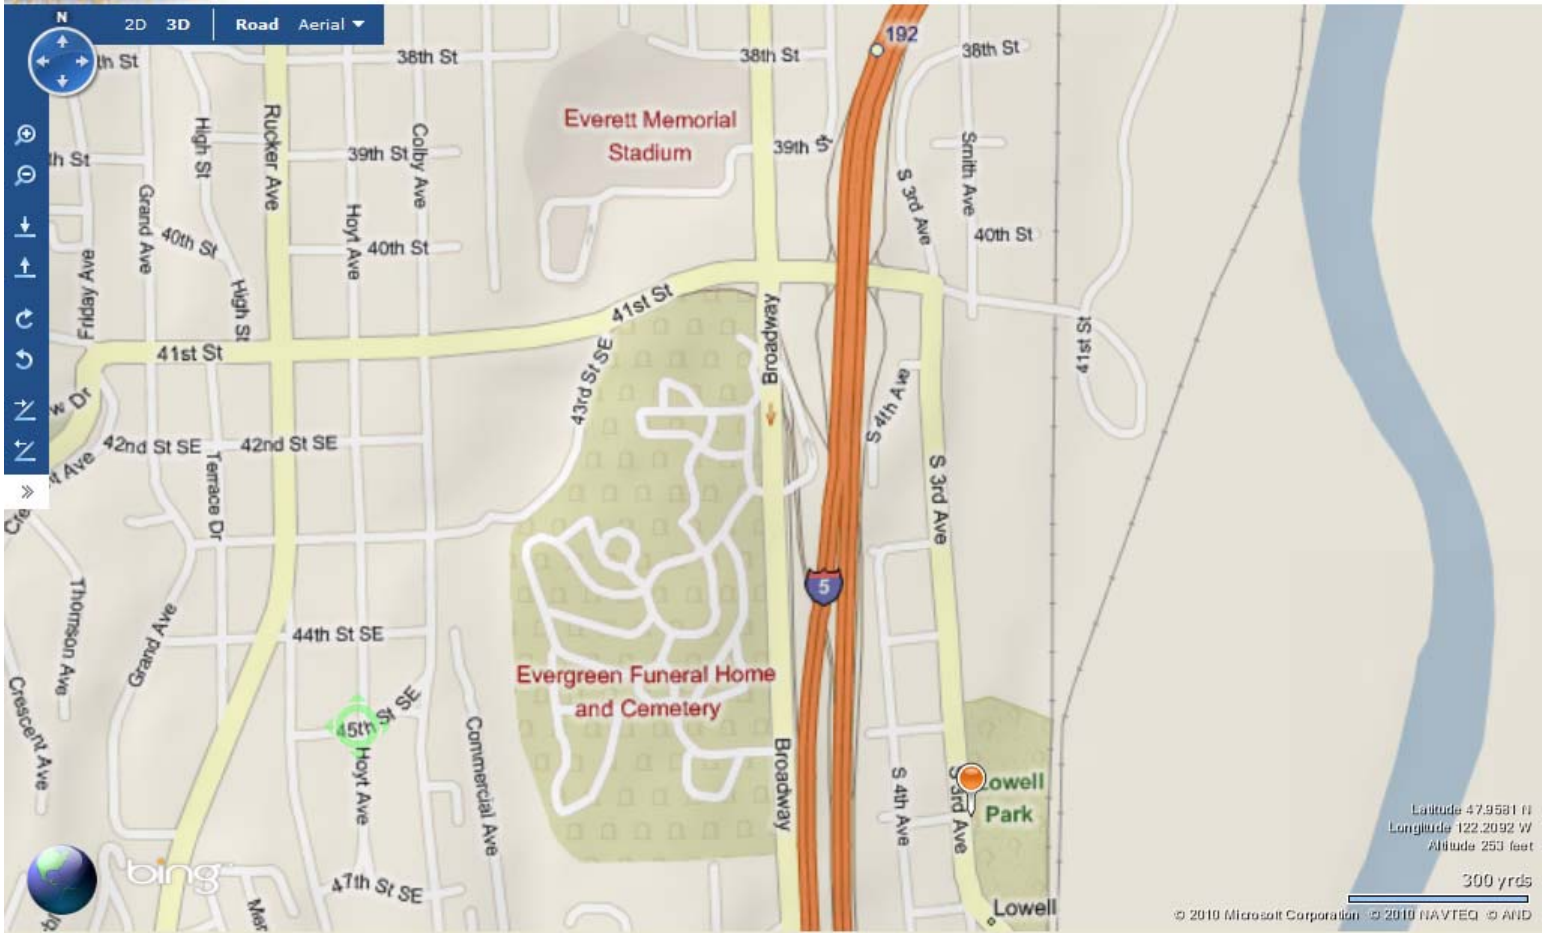 N
2D 3D Road Aerial
192
38th St
38th St
38th St
th St
Everett Memorial
Stadium
39th St
39th St
th St
High St
Rucker Ave
Colby Ave
Smith Ave
S 3rd Ave
Grand Ave
Hoyt Ave
40th St
40th St
40th St
Friday Ave
High St
41st St
41st St
41st St
Broadway
43rd St SE
S 4th Ave
w Dr
42nd St SE
42nd St SE
t Ave
Cre
Terrace Dr
S 3rd Ave
5
Thomson Ave
Grand Ave
44th St SE
Evergreen Funeral Home
and Cemetery
Crescent Ave
45th St SE
Hoyt Ave
Commercial Ave
Broadway
S 4th Ave
S 3rd Ave
Lowell
Park
Latitude 47.9581 N
Longitude 122.2092 W
Altitude 253 feet
bing
47th St SE
Mer
300 yrds
Lowell
© 2010 Microsoft Corporation © 2010 NAVTEQ © AND